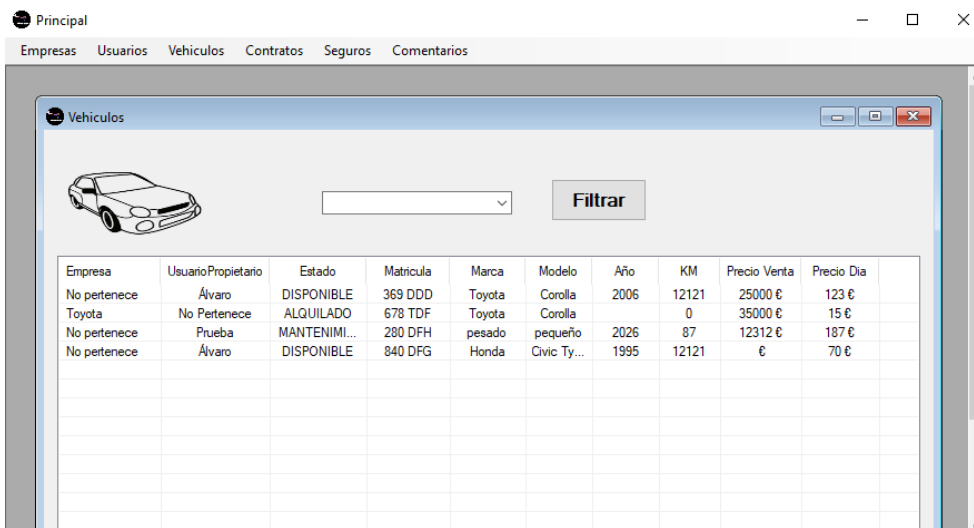 Principal
Empresas Usuarios Vehiculos Contratos Seguros Comentarios
Vehiculos
Filtrar
Empresa UsuarioPropietario Estado Matricula Marca Modelo Año KM Precio Venta Precio Dia
No pertenece Álvaro DISPONIBLE 369 DDD Toyota Corolla 2006 12121 25000 € 123 €
Toyota No Pertenece ALQUILADO 678 TDF Toyota Corolla 0 35000 € 15 €
No pertenece Prueba MANTENIMI... 280 DFH pesado pequeño 2026 87 12312 € 187 €
No pertenece Álvaro DISPONIBLE 840 DFG Honda Civic Ty... 1995 12121 € 70 €